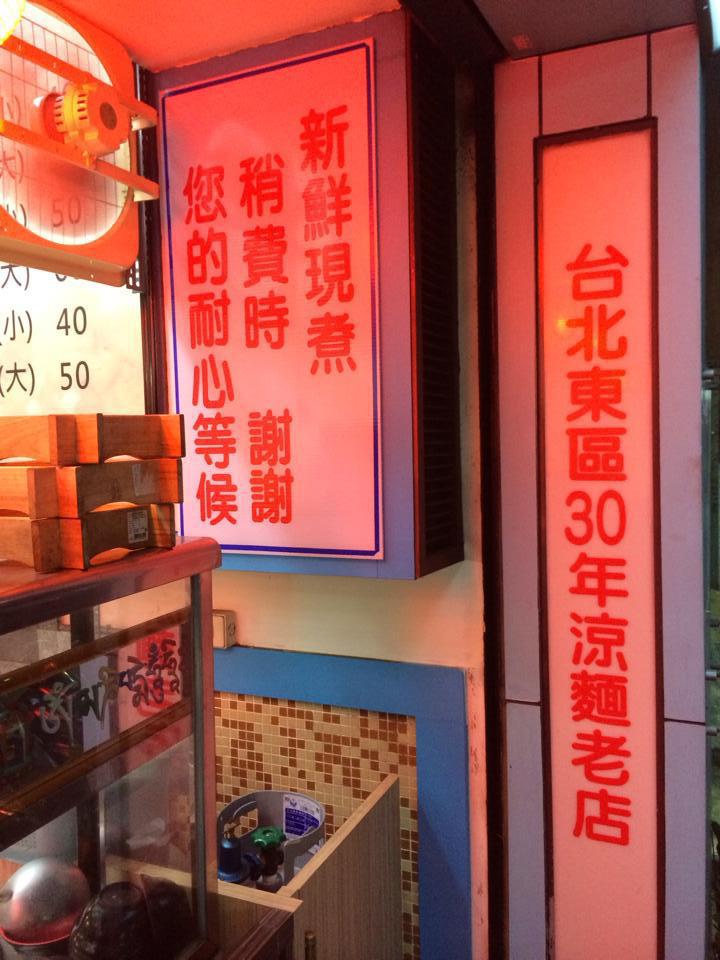 新鮮現煮
稍費時 謝謝
您的耐心等候
台北東區30年涼麵老店
50
(小) 40
(大) 50